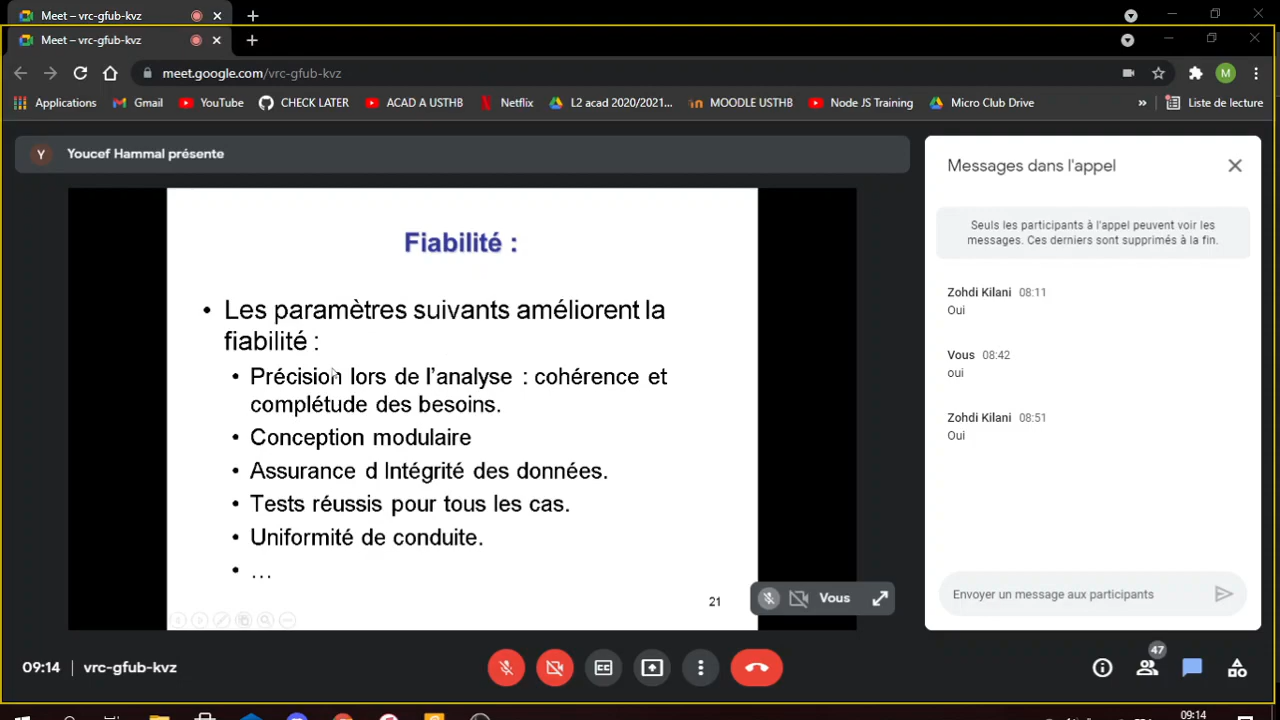 Meet – vrc-gfub-kvz
Meet – vrc-gfub-kvz
meet.google.com/vrc-gfub-kvz
M
Applications
Gmail
YouTube
CHECK LATER
ACAD A USTHB
Netflix
L2 acad 2020/2021...
MOODLE USTHB
Node JS Training
Micro Club Drive
»
Liste de lecture
Y
Youcef Hammal présente
Fiabilité :
• Les paramètres suivants améliorent la
fiabilité :
• Précision lors de l’analyse : cohérence et
complétude des besoins.
• Conception modulaire
• Assurance d Intégrité des données.
• Tests réussis pour tous les cas.
• Uniformité de conduite.
• …
21
Vous
Messages dans l'appel
Seuls les participants à l'appel peuvent voir les
messages. Ces derniers sont supprimés à la fin.
Zohdi Kilani 08:11
Oui
Vous 08:42
oui
Zohdi Kilani 08:51
Oui
Envoyer un message aux participants
09:14 | vrc-gfub-kvz
47
09:14